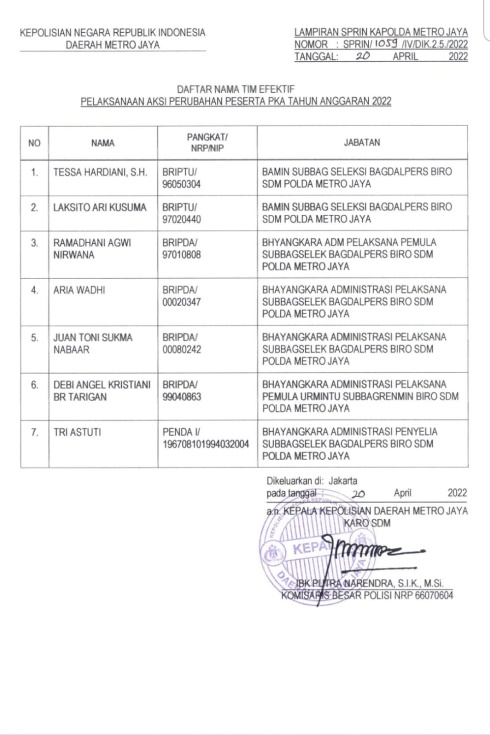 KEPOLISIAN NEGARA REPUBLIK INDONESIA
DAERAH METRO JAYA
LAMPIRAN SPRIN KAPOLDA METRO JAYA
NOMOR : SPRIN/ 1059 /IV/DIK.2.5./2022
TANGGAL: 20 APRIL 2022
DAFTAR NAMA TIM EFEKTIF
PELAKSANAAN AKSI PERUBAHAN PESERTA PKA TAHUN ANGGARAN 2022
NO NAMA PANGKAT/ NRP/NIP JABATAN
1. TESSA HARDIANI, S.H. BRIPTU/ BAMIN SUBBAG SELEKSI BAGDALPERS BIRO
96050304 SDM POLDA METRO JAYA
2. LAKSITO ARI KUSUMA BRIPTU/ BAMIN SUBBAG SELEKSI BAGDALPERS BIRO
97020440 SDM POLDA METRO JAYA
3. RAMADHANI AGWI BRIPDA/ BHYANGKARA ADM PELAKSANA PEMULA
NIRWANA 97010808 SUBBAGSELEK BAGDALPERS BIRO SDM
POLDA METRO JAYA
4. ARIA WADHI BRIPDA/ BHAYANGKARA ADMINISTRASI PELAKSANA
00020347 SUBBAGSELEK BAGDALPERS BIRO SDM
POLDA METRO JAYA
5. JUAN TONI SUKMA BRIPDA/ BHAYANGKARA ADMINISTRASI PELAKSANA
NABAAR 00080242 SUBBAGSELEK BAGDALPERS BIRO SDM
POLDA METRO JAYA
6. DEBI ANGEL KRISTIANI BRIPDA/ BHAYANGKARA ADMINISTRASI PELAKSANA
BR TARIGAN 99040863 PEMULA URMINTU SUBBAGRENMIN BIRO SDM
POLDA METRO JAYA
7. TRI ASTUTI PENDA I/ BHAYANGKARA ADMINISTRASI PENYELIA
196708101994032004 SUBBAGSELEK BAGDALPERS BIRO SDM
POLDA METRO JAYA
Dikeluarkan di: Jakarta
pada tanggal : 20 April 2022
a.n. KEPALA KEPOLISIAN DAERAH METRO JAYA
KARO SDM
KEPA
IBK PUTRA NARENDRA, S.I.K., M.Si.
KOMISARIS BESAR POLISI NRP 66070604